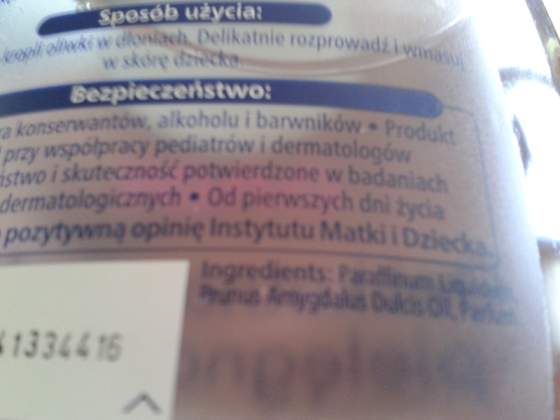 Sposób użycia:
kropli oliwki w dłoniach. Delikatnie rozprowadź i wmasuj
w skórę dziecka.
Bezpieczeństwo:
konserwantów, alkoholu i barwników • Produkt
przy współpracy pediatrów i dermatologów
i skuteczność potwierdzone w badaniach
dermatologicznych • Od pierwszych dni życia
pozytywną opinię Instytutu Matki i Dziecka.
Ingredients: Paraffinum Liquidum,
Prunus Amygdalus Dulcis Oil, Parfum.
41334416